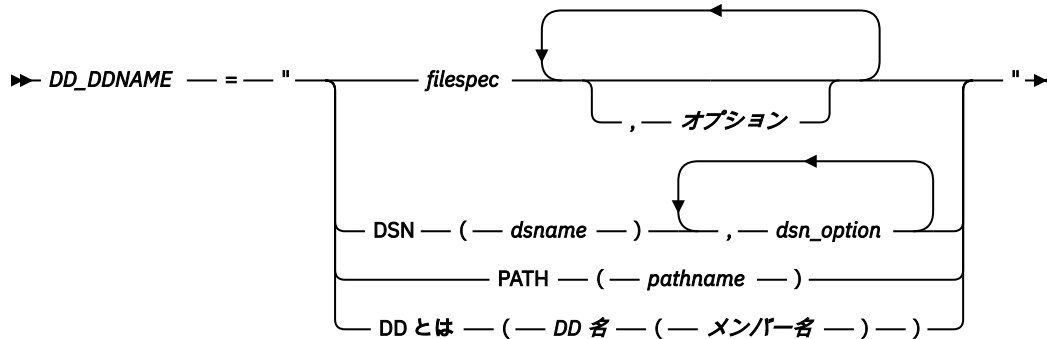 DD_DDNAME = " filespec "
, オプション
DSN ( dsname ) , dsn_option
PATH ( pathname )
DD とは ( DD 名 ( メンバー名 ) )